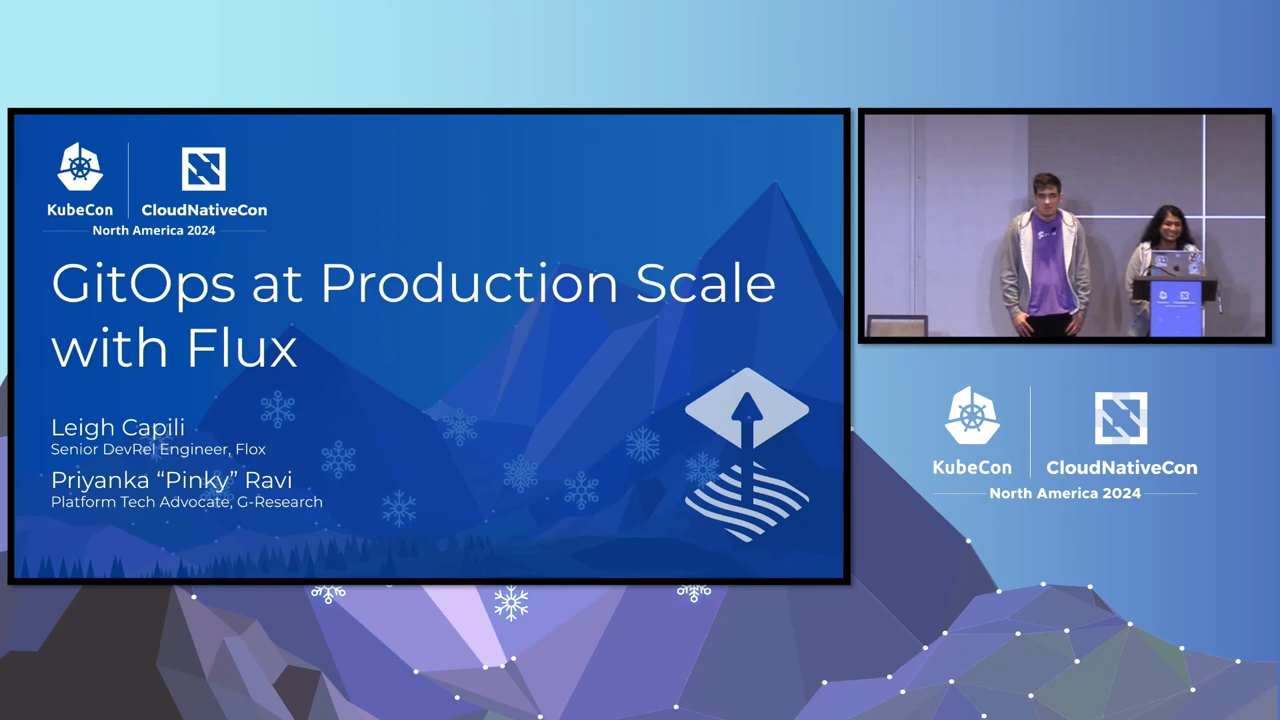 KubeCon
CloudNativeCon
North America 2024
GitOps at Production Scale
with Flux
Leigh Capili
Senior DevRel Engineer, Flox
Priyanka “Pinky” Ravi
Platform Tech Advocate, G-Research
KubeCon
CloudNativeCon
North America 2024